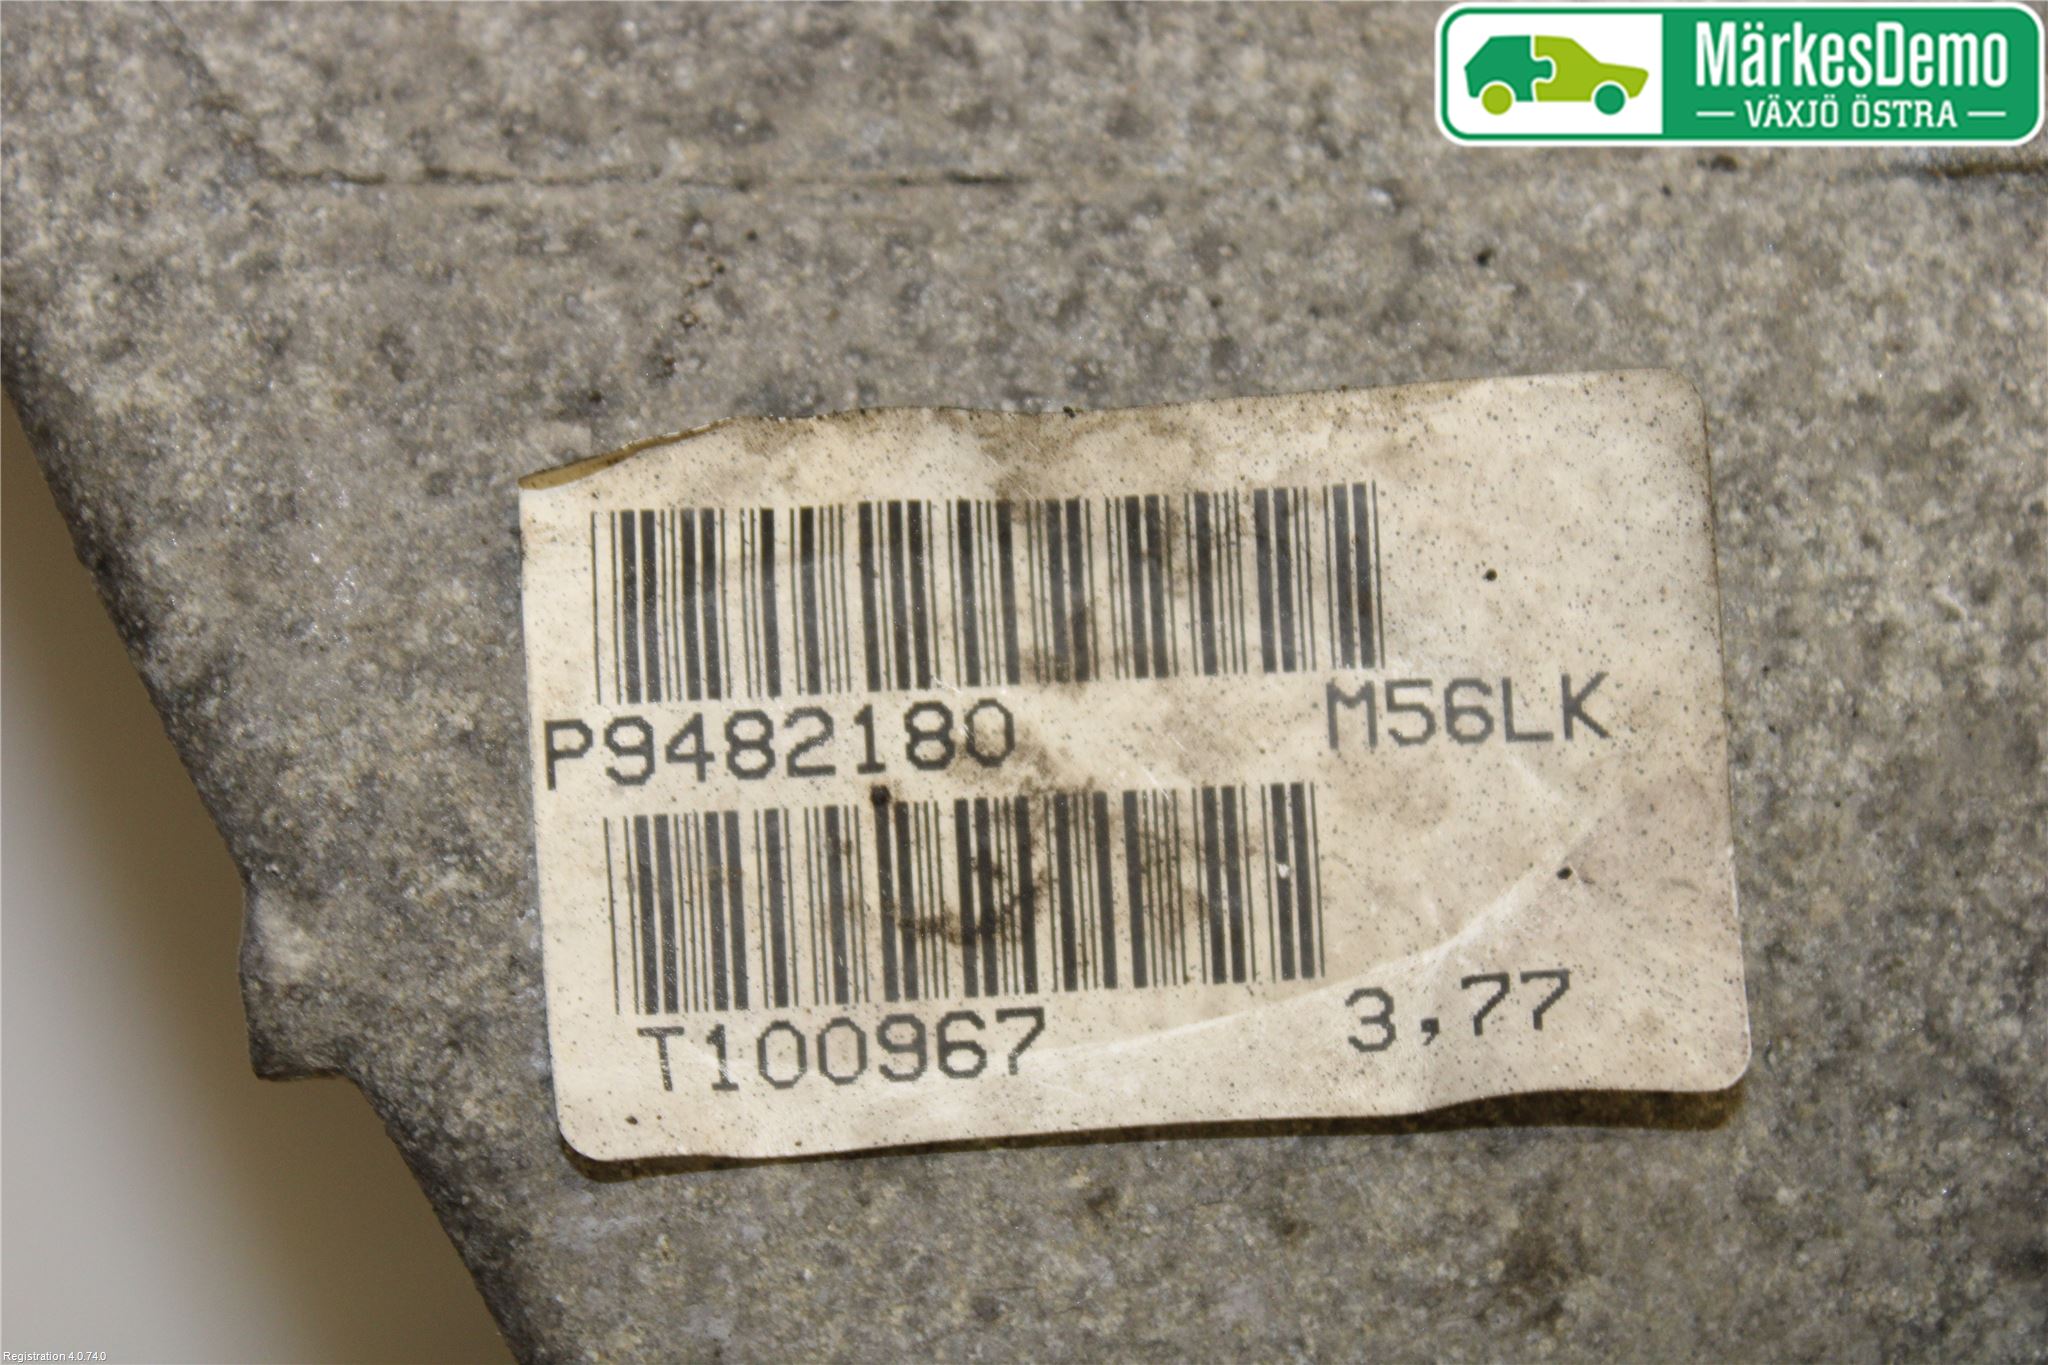 MärkesDemo
VÄXJÖ ÖSTRA
P9482180 M56LK
T100967 3,77
Registration 4.0.74.0